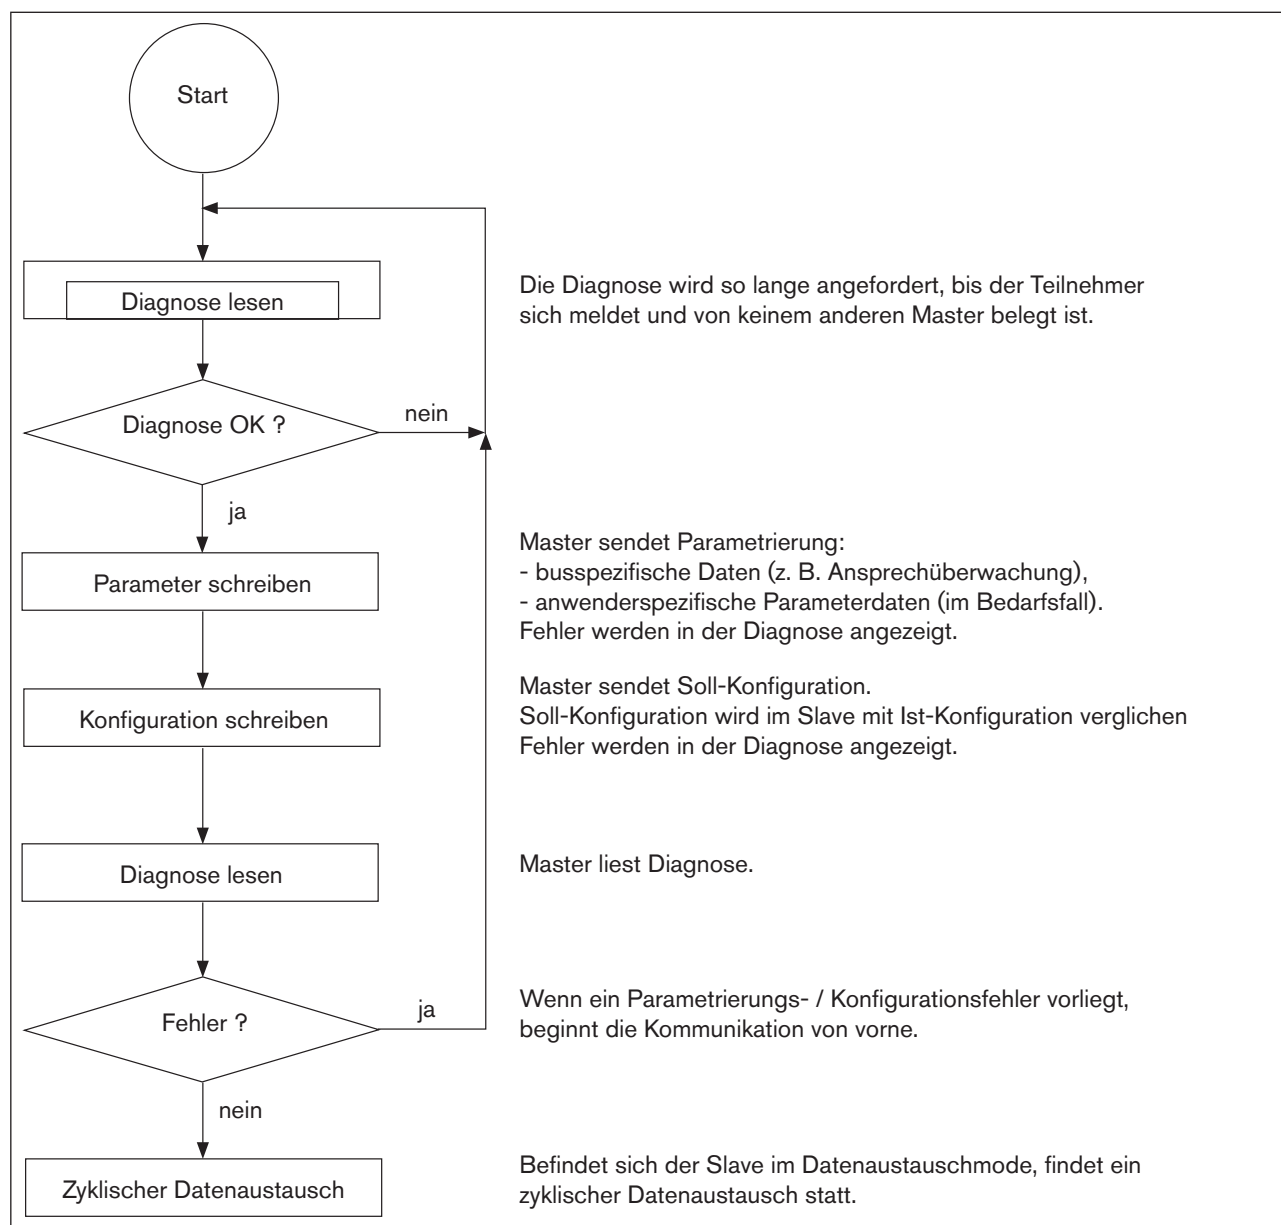 Start
Diagnose lesen
Die Diagnose wird so lange angefordert, bis der Teilnehmer
sich meldet und von keinem anderen Master belegt ist.
Diagnose OK ?
nein
ja
Parameter schreiben
Master sendet Parametrierung:
- busspezifische Daten (z. B. Ansprechüberwachung),
- anwenderspezifische Parameterdaten (im Bedarfsfall).
Fehler werden in der Diagnose angezeigt.
Konfiguration schreiben
Master sendet Soll-Konfiguration.
Soll-Konfiguration wird im Slave mit Ist-Konfiguration verglichen
Fehler werden in der Diagnose angezeigt.
Diagnose lesen
Master liest Diagnose.
Fehler ?
ja
Wenn ein Parametrierungs- / Konfigurationsfehler vorliegt,
beginnt die Kommunikation von vorne.
nein
Zyklischer Datenaustausch
Befindet sich der Slave im Datenaustauschmode, findet ein
zyklischer Datenaustausch statt.